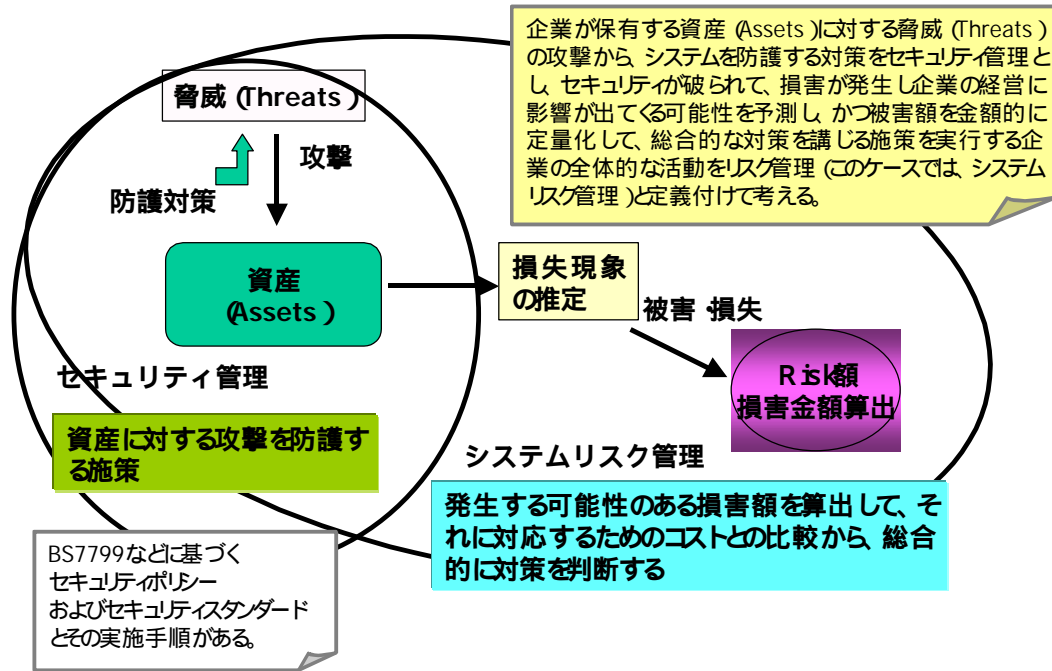 企業が保有する資産(Assets)に対する脅威(Threats)
の攻撃から、システムを防護する対策をセキュリティ管理と
し、セキュリティが破られて、損害が発生し企業の経営に
影響が出てくる可能性を予測し、かつ被害額を金額的に
定量化して、総合的な対策を講じる施策を実行する企
業の全体的な活動をリスク管理(このケースでは、システム
リスク管理)と定義付けて考える。
脅威(Threats)
攻撃
防護対策
資産
(Assets)
損失現象
の推定
被害・損失
Risk額
損害金額算出
セキュリティ管理
資産に対する攻撃を防護す
る施策
システムリスク管理
発生する可能性のある損害額を算出して、そ
れに対応するためのコストとの比較から、総合
的に対策を判断する
BS7799などに基づく
セキュリティポリシー
およびセキュリティスタンダード
とその実施手順がある。